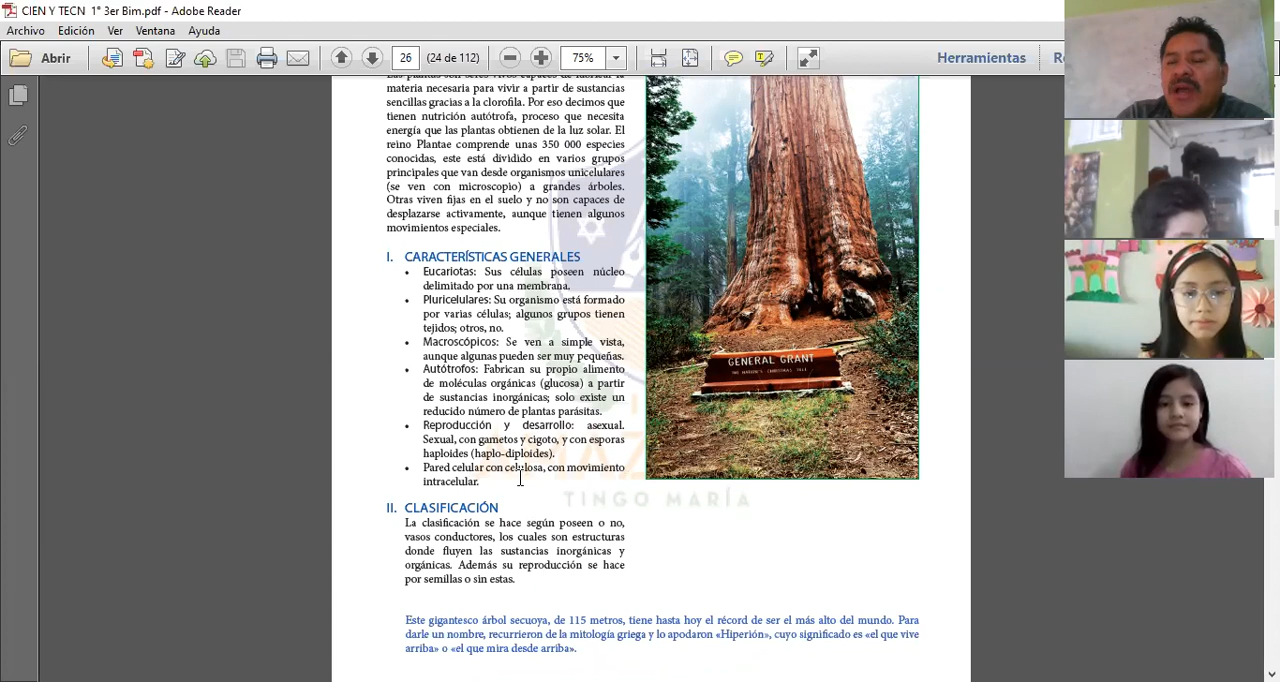 CIEN Y TECN 1° 3er Bim.pdf - Adobe Reader
Archivo Edición Ver Ventana Ayuda
Abrir 26 (24 de 112) 75% Herramientas
Las plantas son seres vivos capaces de fabricar la
materia necesaria para vivir a partir de sustancias
sencillas gracias a la clorofila. Por eso decimos que
tienen nutrición autótrofa, proceso que necesita
energía que las plantas obtienen de la luz solar. El
reino Plantae comprende unas 350 000 especies
conocidas, este está dividido en varios grupos
principales que van desde organismos unicelulares
(se ven con microscopio) a grandes árboles.
Otras viven fijas en el suelo y no son capaces de
desplazarse activamente, aunque tienen algunos
movimientos especiales.
I. CARACTERÍSTICAS GENERALES
• Eucariotas: Sus células poseen núcleo
delimitado por una membrana.
• Pluricelulares: Su organismo está formado
por varias células; algunos grupos tienen
tejidos; otros, no.
• Macroscópicos: Se ven a simple vista,
aunque algunas pueden ser muy pequeñas.
• Autótrofos: Fabrican su propio alimento
de moléculas orgánicas (glucosa) a partir
de sustancias inorgánicas; solo existe un
reducido número de plantas parásitas.
• Reproducción y desarrollo: asexual.
Sexual, con gametos y cigoto, y con esporas
haploides (haplo-diploides).
• Pared celular con celulosa, con movimiento
intracelular.
GENERAL GRANT
TINGO MARÍA
II. CLASIFICACIÓN
La clasificación se hace según poseen o no,
vasos conductores, los cuales son estructuras
donde fluyen las sustancias inorgánicas y
orgánicas. Además su reproducción se hace
por semillas o sin estas.
Este gigantesco árbol secuoya, de 115 metros, tiene hasta hoy el récord de ser el más alto del mundo. Para
darle un nombre, recurrieron de la mitología griega y lo apodaron «Hiperión», cuyo significado es «el que vive
arriba» o «el que mira desde arriba».